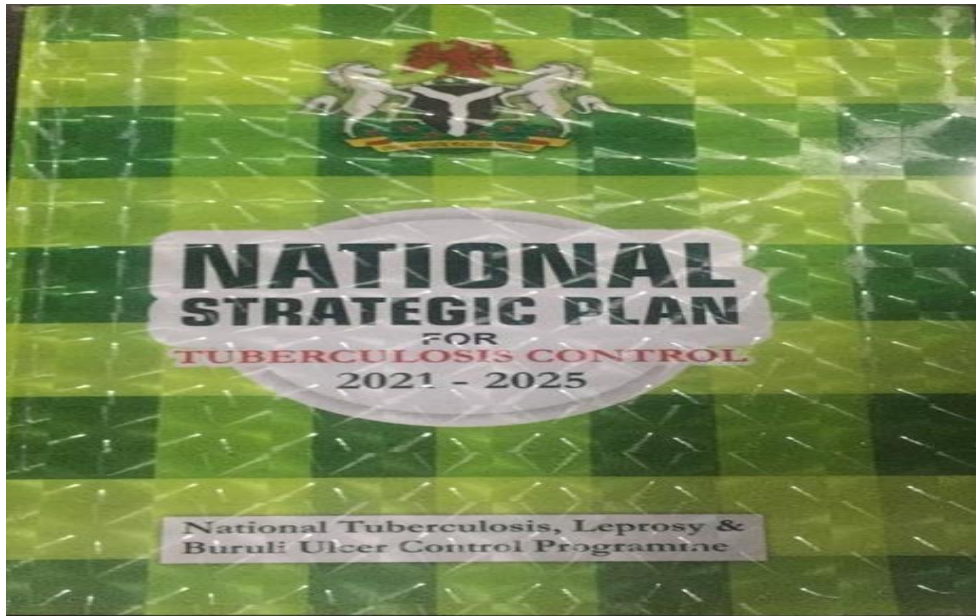 NATIONAL
STRATEGIC PLAN
FOR
TUBERCULOSIS CONTROL
2021 - 2025
National Tuberculosis, Leprosy &
Buruli Ulcer Control Programme